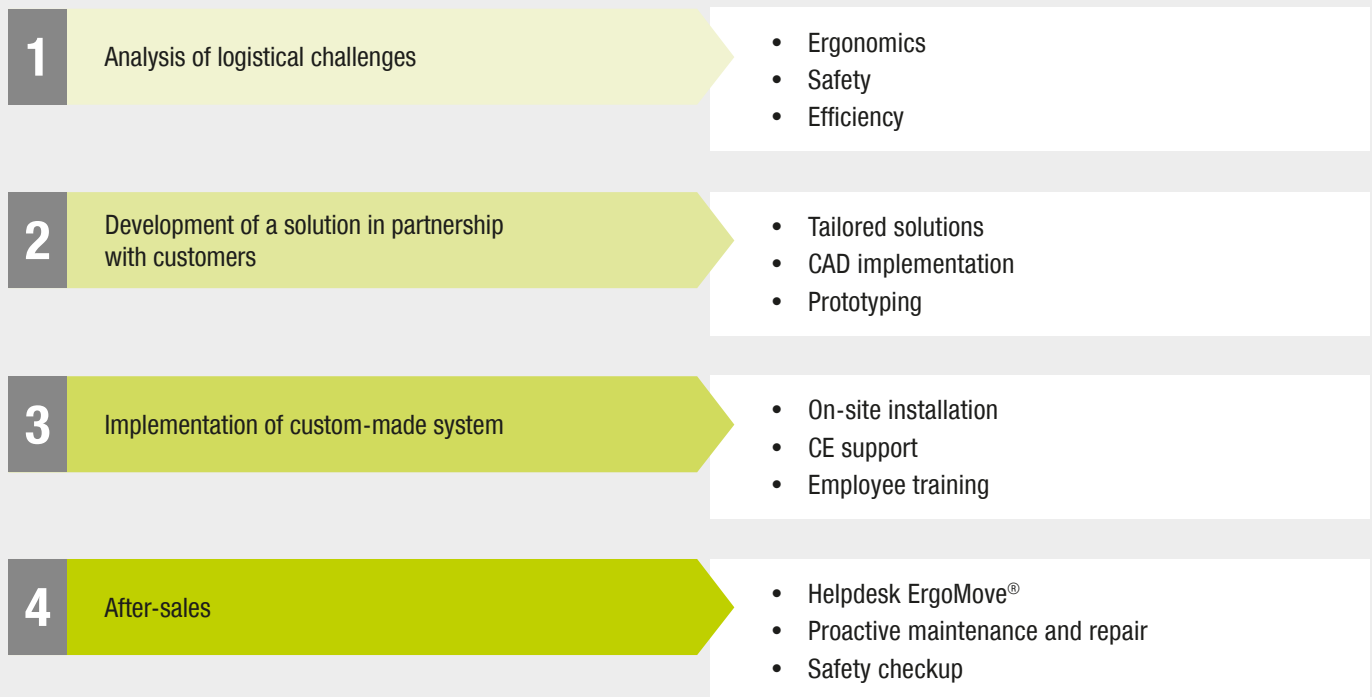 1
Analysis of logistical challenges
• Ergonomics
• Safety
• Efficiency
2
Development of a solution in partnership
with customers
• Tailored solutions
• CAD implementation
• Prototyping
3
Implementation of custom-made system
• On-site installation
• CE support
• Employee training
4
After-sales
• Helpdesk ErgoMove®
• Proactive maintenance and repair
• Safety checkup